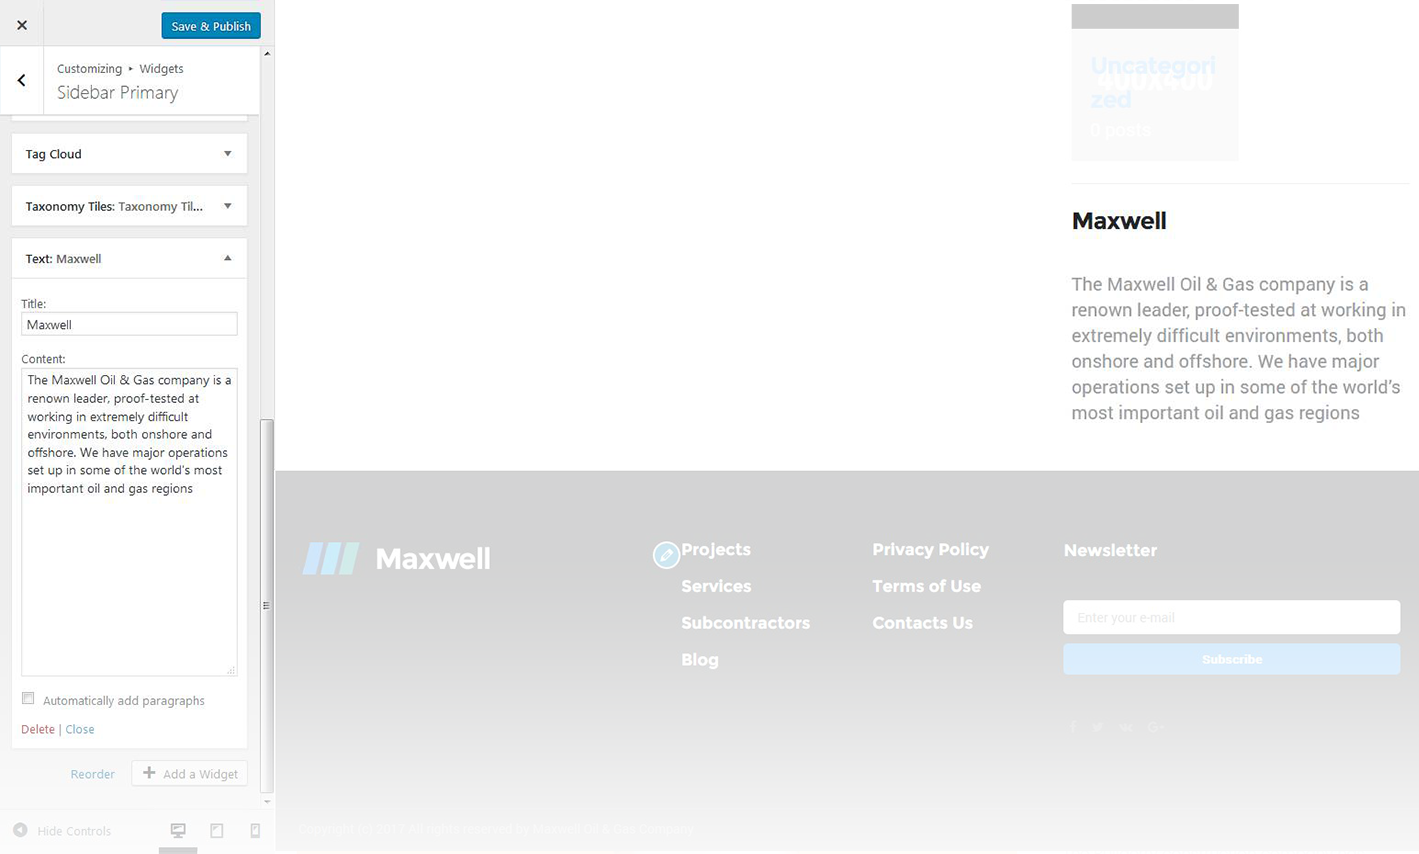 Save & Publish
Customizing ▸ Widgets
Sidebar Primary
Tag Cloud
Taxonomy Tiles: Taxonomy Til...
Text: Maxwell
Title:
Maxwell
Content:
The Maxwell Oil & Gas company is a
renown leader, proof-tested at
working in extremely difficult
environments, both onshore and
offshore. We have major operations
set up in some of the world's most
important oil and gas regions
Automatically add paragraphs
Delete | Close
Reorder
Add a Widget
Hide Controls
Uncategori
zed
400X400
0 posts
Maxwell
The Maxwell Oil & Gas company is a
renown leader, proof-tested at working in
extremely difficult environments, both
onshore and offshore. We have major
operations set up in some of the world’s
most important oil and gas regions
Maxwell
Projects
Services
Subcontractors
Blog
Privacy Policy
Terms of Use
Contacts Us
Newsletter
Enter your e-mail
Subscribe